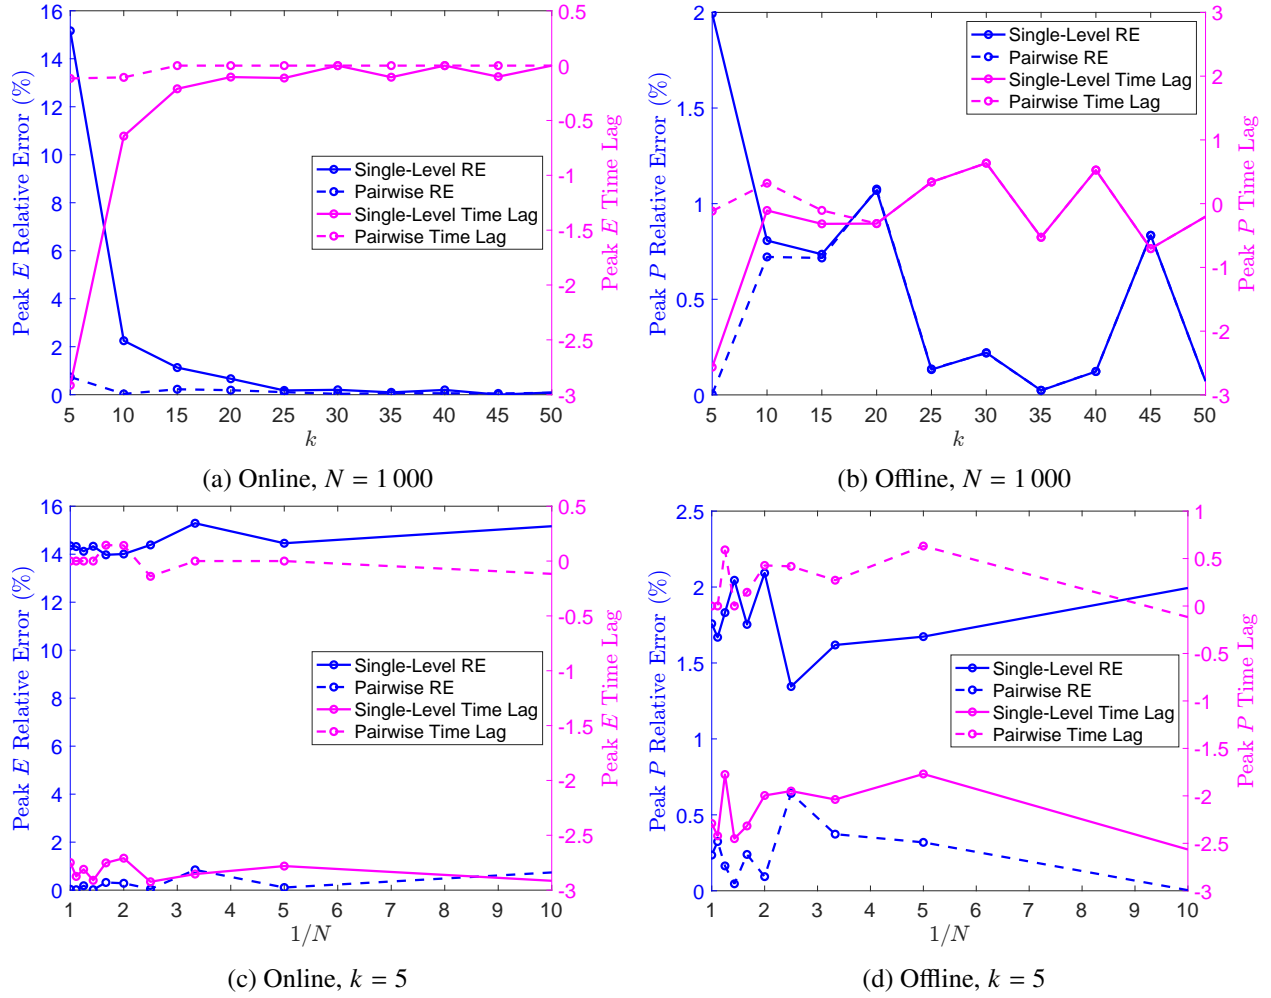 16
14
12
10
8
6
4
2
0
Peak E Relative Error (%)
0.5
0
-0.5
-1
-1.5
-2
-2.5
-3
Peak E Time Lag
Single-Level RE
Pairwise RE
Single-Level Time Lag
Pairwise Time Lag
5 10 15 20 25 30 35 40 45 50
k
(a) Online, N = 1 000
2
1.5
1
0.5
0
Peak P Relative Error (%)
3
2
1
0
-1
-2
-3
Peak P Time Lag
Single-Level RE
Pairwise RE
Single-Level Time Lag
Pairwise Time Lag
5 10 15 20 25 30 35 40 45 50
k
(b) Offline, N = 1 000
16
14
12
10
8
6
4
2
0
Peak E Relative Error (%)
0.5
0
-0.5
-1
-1.5
-2
-2.5
-3
Peak E Time Lag
Single-Level RE
Pairwise RE
Single-Level Time Lag
Pairwise Time Lag
1 2 3 4 5 6 7 8 9 10
1/N
(c) Online, k = 5
2.5
2
1.5
1
0.5
0
Peak P Relative Error (%)
1
0.5
0
-0.5
-1
-1.5
-2
-2.5
-3
Peak P Time Lag
Single-Level RE
Pairwise RE
Single-Level Time Lag
Pairwise Time Lag
1 2 3 4 5 6 7 8 9 10
1/N
(d) Offline, k = 5